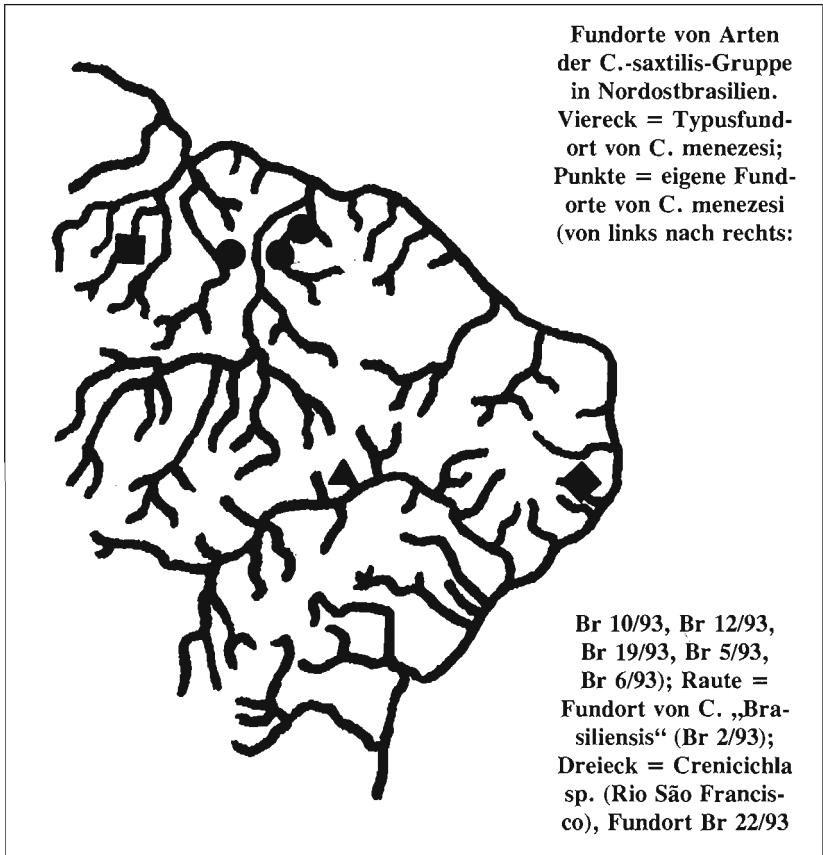 Fundorte von Arten
der C.-saxtilis-Gruppe
in Nordostbrasilien.
Viereck = Typusfund-
ort von C. menezesi;
Punkte = eigene Fund-
orte von C. menezesi
(von links nach rechts:
Br 10/93, Br 12/93,
Br 19/93, Br 5/93,
Br 6/93); Raute =
Fundort von C. „Bra-
siliensis“ (Br 2/93);
Dreieck = Crenicichla
sp. (Rio São Francis-
co), Fundort Br 22/93